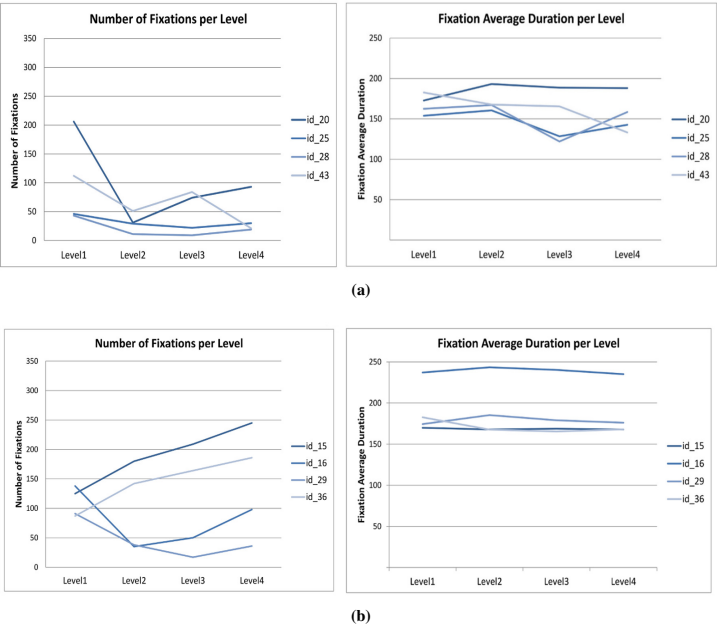 Number of Fixations per Level
350
300
250
200
150
100
50
0
Number of Fixations
Level1 Level2 Level3 Level4
id_20
id_25
id_28
id_43
Fixation Average Duration per Level
250
200
150
100
50
Fixation Average Duration
Level1 Level2 Level3 Level4
id_20
id_25
id_28
id_43
(a)
Number of Fixations per Level
350
300
250
200
150
100
50
0
Number of Fixations
Level1 Level2 Level3 Level4
id_15
id_16
id_29
id_36
Fixation Average Duration per Level
250
200
150
100
50
Fixation Average Duration
Level1 Level2 Level3 Level4
id_15
id_16
id_29
id_36
(b)